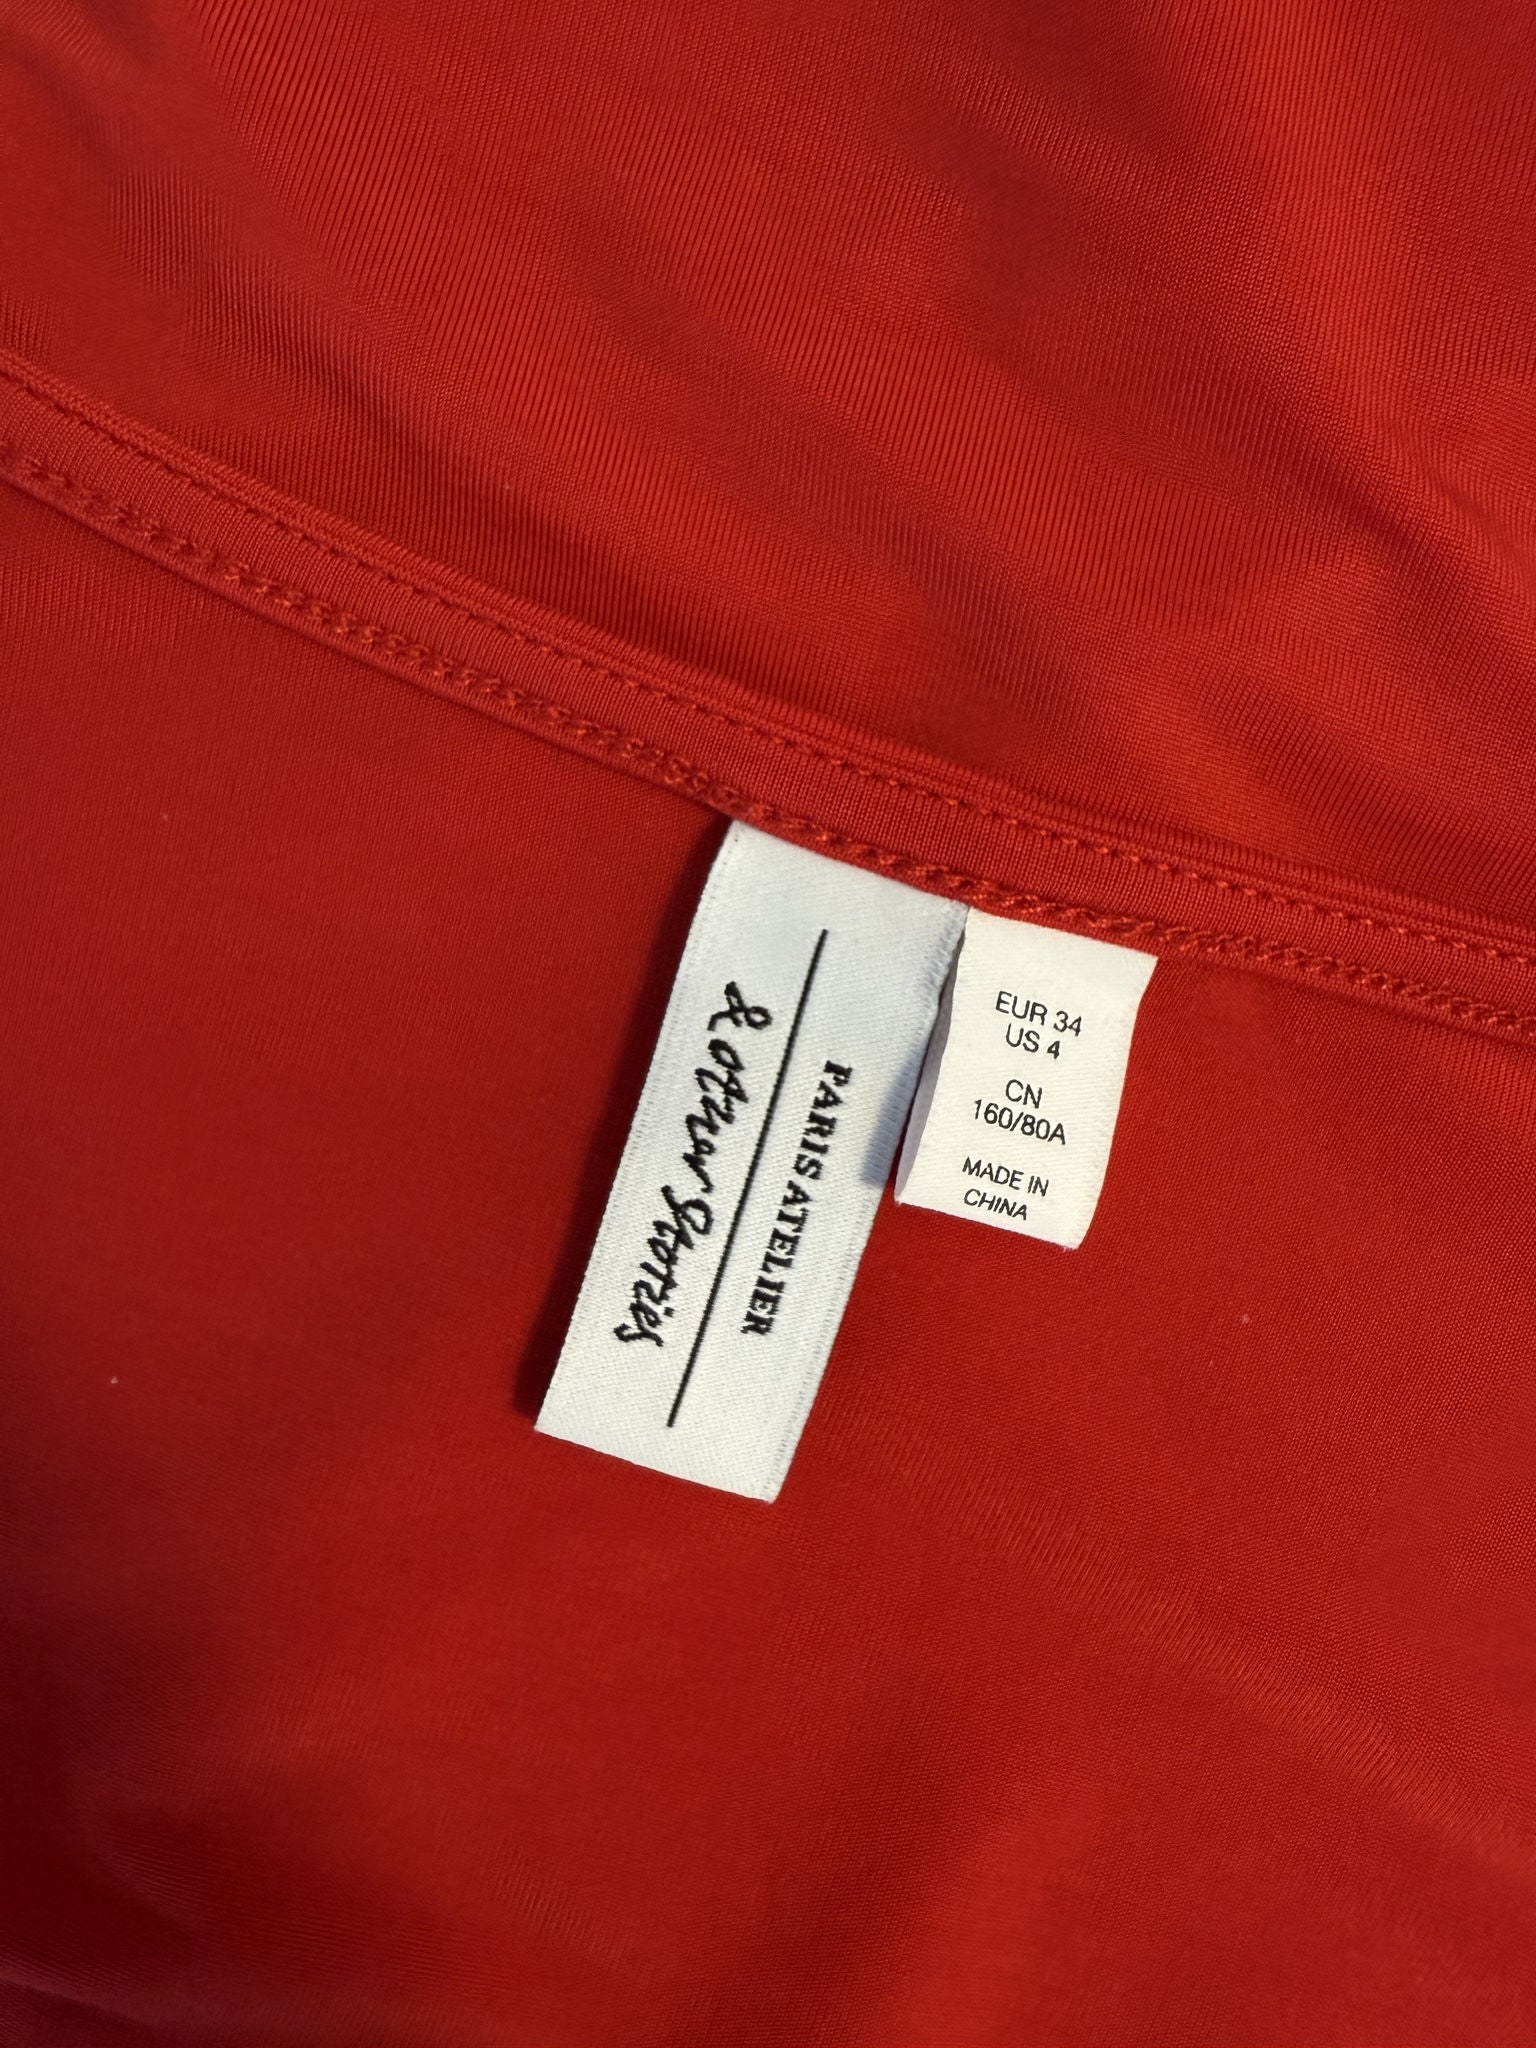 & other Stories
PARIS ATELIER
EUR 34
US 4
CN
160/80A
MADE IN
CHINA